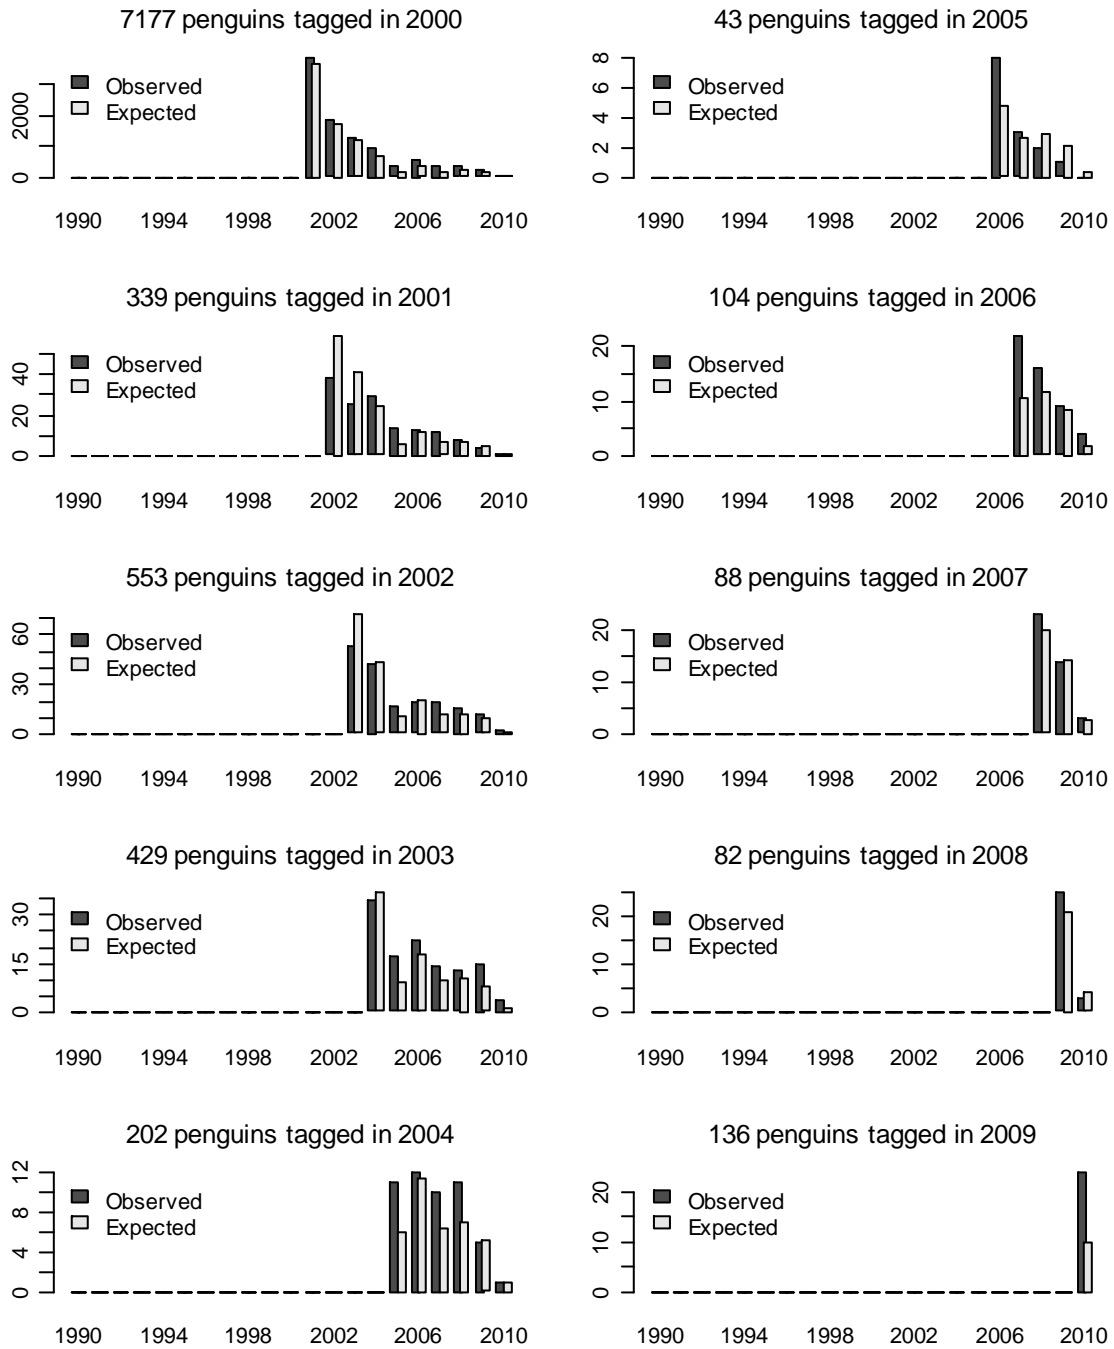 7177 penguins tagged in 2000
Observed
Expected
0 2000
1990 1994 1998 2002 2006 2010
339 penguins tagged in 2001
Observed
Expected
0 20 40
1990 1994 1998 2002 2006 2010
553 penguins tagged in 2002
Observed
Expected
0 30 60
1990 1994 1998 2002 2006 2010
429 penguins tagged in 2003
Observed
Expected
0 15 30
1990 1994 1998 2002 2006 2010
202 penguins tagged in 2004
Observed
Expected
0 4 8 12
1990 1994 1998 2002 2006 2010
43 penguins tagged in 2005
Observed
Expected
0 2 4 6 8
1990 1994 1998 2002 2006 2010
104 penguins tagged in 2006
Observed
Expected
0 10 20
1990 1994 1998 2002 2006 2010
88 penguins tagged in 2007
Observed
Expected
0 10 20
1990 1994 1998 2002 2006 2010
82 penguins tagged in 2008
Observed
Expected
0 10 20
1990 1994 1998 2002 2006 2010
136 penguins tagged in 2009
Observed
Expected
0 10 20
1990 1994 1998 2002 2006 2010